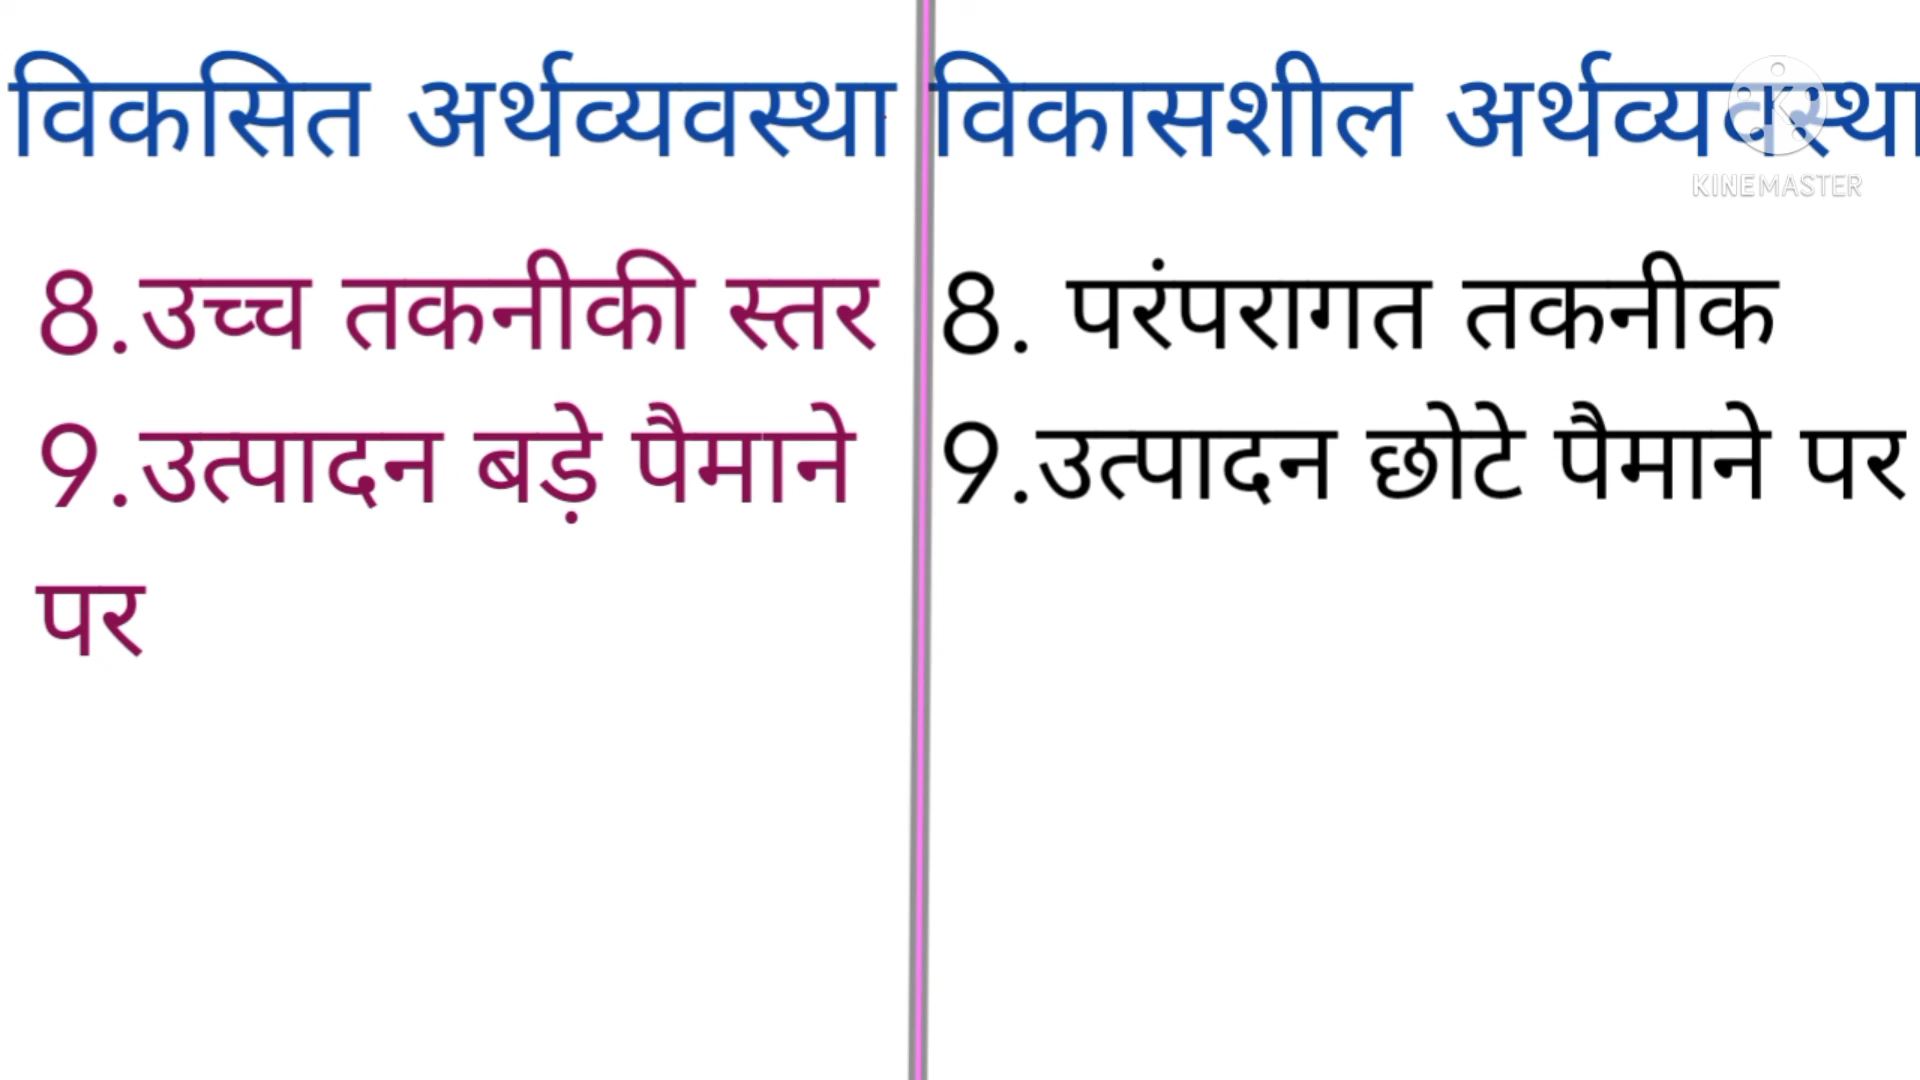 विकसित अर्थव्यवस्था
8.उच्च तकनीकी स्तर
9.उत्पादन बड़े पैमाने
पर
विकासशील अर्थव्यवस्था
KINEMASTER
8. परंपरागत तकनीक
9.उत्पादन छोटे पैमाने पर